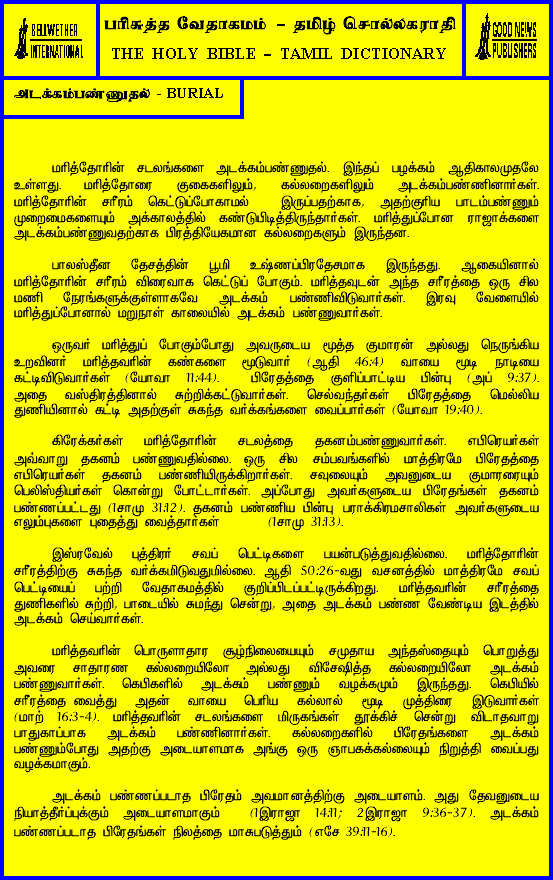 BELLWETHER
INTERNATIONAL
பரிசுத்த வேதாகமம் – தமிழ் சொல்லகராதி
THE HOLY BIBLE – TAMIL DICTIONARY
GOOD NEWS
PUBLISHERS
அடக்கம்பண்ணுதல் - BURIAL
மரித்தோரின் சடலங்களை அடக்கம்பண்ணுதல். இந்தப் பழக்கம் ஆதிகாலமுதலே
உள்ளது. மரித்தோரை குகைகளிலும், கல்லறைகளிலும் அடக்கம்பண்ணினார்கள்.
மரித்தோரின் சரீரம் கெட்டுப்போகாமல் இருப்பதற்காக, அதற்குரிய பாடம்பண்ணும்
முறைமைகளையும் அக்காலத்தில் கண்டுபிடித்திருந்தார்கள். மரித்துப்போன ராஜாக்களை
அடக்கம்பண்ணுவதற்காக பிரத்தியேகமான கல்லறைகளும் இருந்தன.
பாலஸ்தீன தேசத்தின் பூமி உஷ்ணப்பிரதேசமாக இருந்தது. ஆகையினால்
மரித்தோரின் சரீரம் விரைவாக கெட்டுப் போகும். மரித்தவுடன் அந்த சரீரத்தை ஒரு சில
மணி நேரங்களுக்குள்ளாகவே அடக்கம் பண்ணிவிடுவார்கள். இரவு வேளையில்
மரித்துப்போனால் மறுநாள் காலையில் அடக்கம் பண்ணுவார்கள்.
ஒருவர் மரித்துப் போகும்போது அவருடைய மூத்த குமாரன் அல்லது நெருங்கிய
உறவினர் மரித்தவரின் கண்களை மூடுவார் (ஆதி 46:4) வாயை மூடி நாடியை
கட்டிவிடுவார்கள் (யோவா 11:44). பிரேதத்தை குளிப்பாட்டிய பின்பு (அப் 9:37).
அதை வஸ்திரத்தினால் சுற்றிக்கட்டுவார்கள். செல்வந்தர்கள் பிரேதத்தை மெல்லிய
துணியினால் கட்டி அதற்குள் சுகந்த வர்க்கங்களை வைப்பார்கள் (யோவா 19:40).
கிரேக்கர்கள் மரித்தோரின் சடலத்தை தகனம்பண்ணுவார்கள். எபிரெயர்கள்
அவ்வாறு தகனம் பண்ணுவதில்லை. ஒரு சில சம்பவங்களில் மாத்திரமே பிரேதத்தை
எபிரெயர்கள் தகனம் பண்ணியிருக்கிறார்கள். சவுலையும் அவனுடைய குமாரரையும்
பெலிஸ்தியர்கள் கொன்று போட்டார்கள். அப்போது அவர்களுடைய பிரேதங்கள் தகனம்
பண்ணப்பட்டது (1சாமு 31:12). தகனம் பண்ணிய பின்பு பராக்கிரமசாலிகள் அவர்களுடைய
எலும்புகளை புதைத்து வைத்தார்கள் (1சாமு 31:13).
இஸ்ரவேல் புத்திரர் சவப் பெட்டிகளை பயன்படுத்துவதில்லை. மரித்தோரின்
சரீரத்திற்கு சுகந்த வர்க்கமிடுவதுமில்லை. ஆதி 50:26-வது வசனத்தில் மாத்திரமே சவப்
பெட்டியைப் பற்றி வேதாகமத்தில் குறிப்பிடப்பட்டிருக்கிறது. மரித்தவரின் சரீரத்தை
துணிகளில் சுற்றி, பாடையில் சுமந்து சென்று, அதை அடக்கம் பண்ண வேண்டிய இடத்தில்
அடக்கம் செய்வார்கள்.
மரித்தவரின் பொருளாதார சூழ்நிலையையும் சமுதாய அந்தஸ்தையும் பொறுத்து
அவரை சாதாரண கல்லறையிலோ அல்லது விசேஷித்த கல்லறையிலோ அடக்கம்
பண்ணுவார்கள். கெபிகளில் அடக்கம் பண்ணும் வழக்கமும் இருந்தது. கெபியில்
சரீரத்தை வைத்து அதன் வாயை பெரிய கல்லால் மூடி முத்திரை இடுவார்கள்
(மாற் 16:3-4). மரித்தவரின் சடலங்களை மிருகங்கள் தூக்கிச் சென்று விடாதவாறு
பாதுகாப்பாக அடக்கம் பண்ணினார்கள். கல்லறைகளில் பிரேதங்களை அடக்கம்
பண்ணும்போது அதற்கு அடையாளமாக அங்கு ஒரு ஞாபகக்கல்லையும் நிறுத்தி வைப்பது
வழக்கமாகும்.
அடக்கம் பண்ணப்படாத பிரேதம் அவமானத்திற்கு அடையாளம். அது தேவனுடைய
நியாத்தீர்ப்புக்கும் அடையாளமாகும் (1இராஜா 14:11; 2இராஜா 9:36-37). அடக்கம்
பண்ணப்படாத பிரேதங்கள் நிலத்தை மாசுபடுத்தும் (எசே 39:11-16).